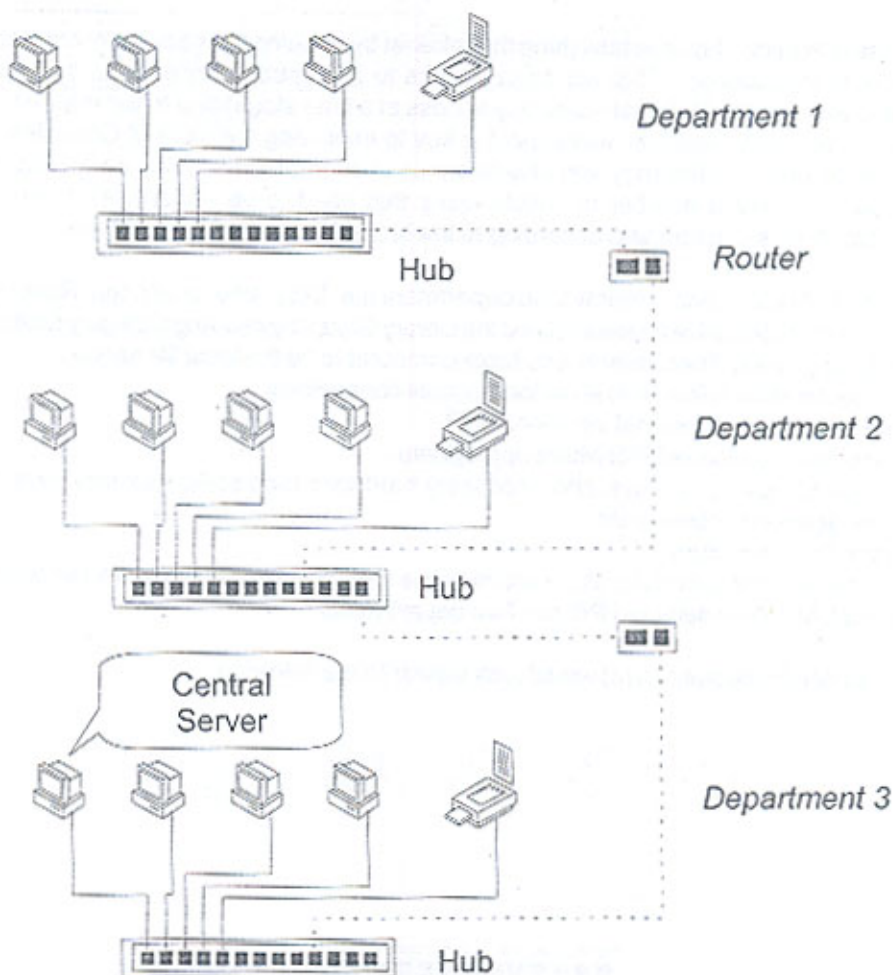 Department 1
Hub
Router
Department 2
Hub
Central
Server
Department 3
Hub